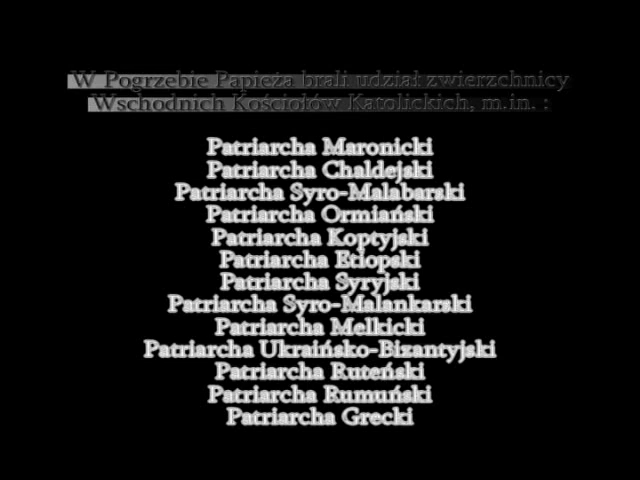 W Pogrzebie Papieża brali udział zwierzchnicy
Wschodnich Kościołów Katolickich, m.in. :
Patriarcha Maronicki
Patriarcha Chaldejski
Patriarcha Syro-Malabarski
Patriarcha Ormiański
Patriarcha Koptyjski
Patriarcha Etiopski
Patriarcha Syryjski
Patriarcha Syro-Malankarski
Patriarcha Melkicki
Patriarcha Ukraińsko-Bizantyjski
Patriarcha Ruteński
Patriarcha Rumuński
Patriarcha Grecki